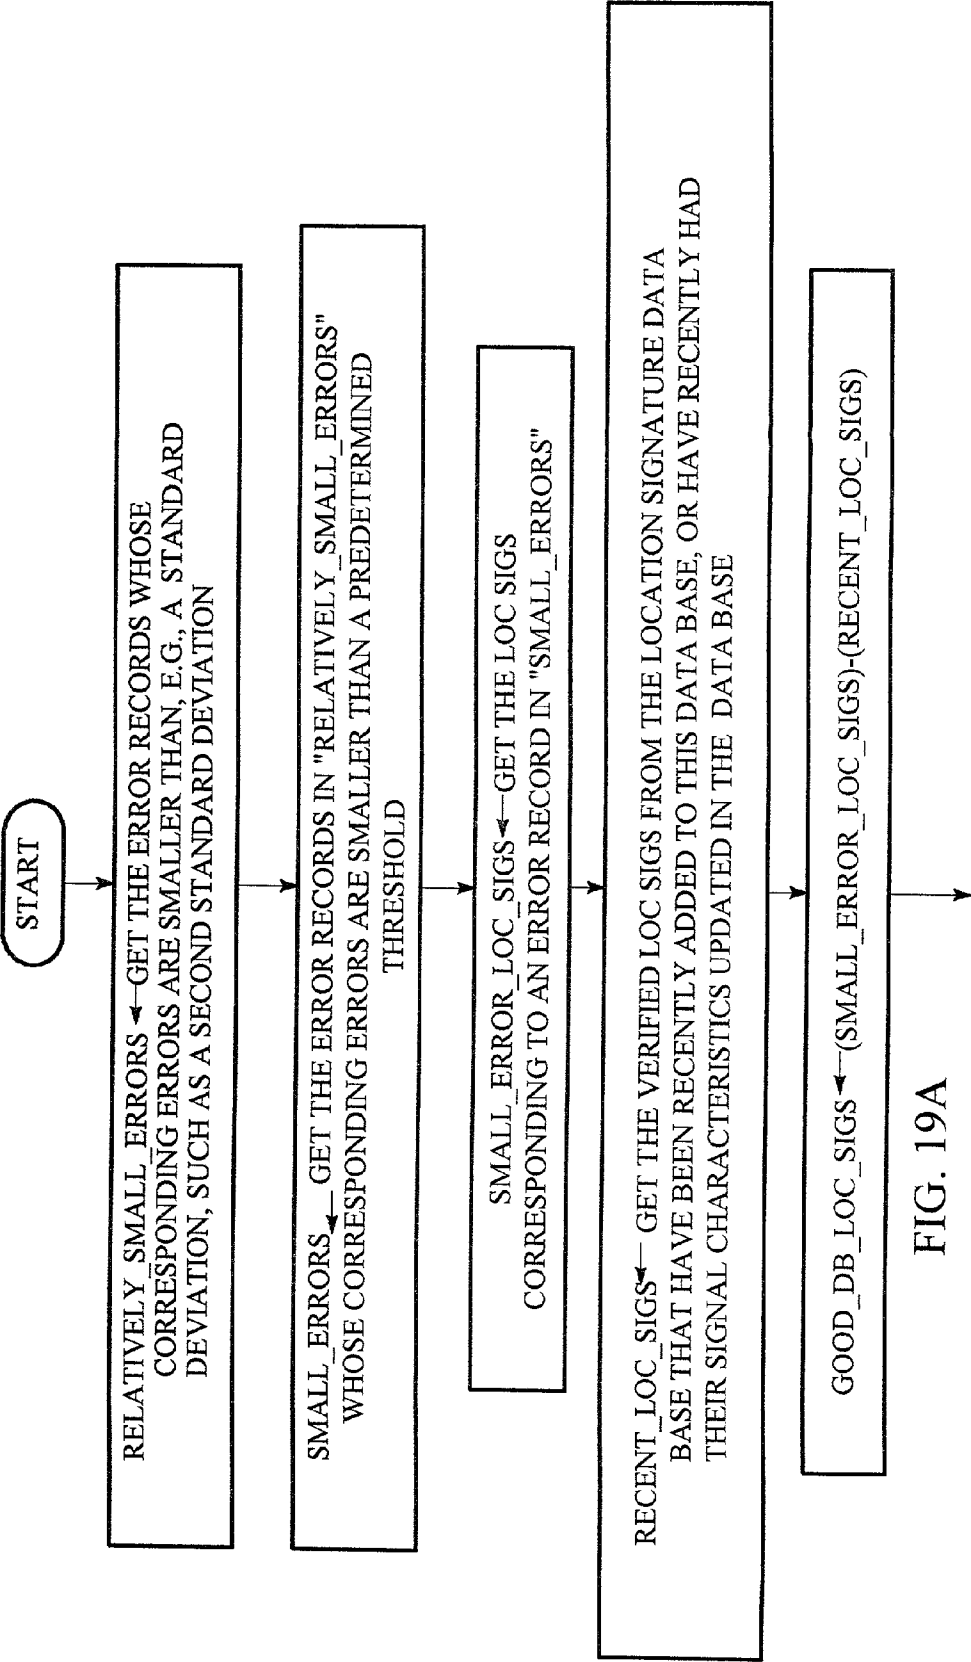 START
RELATIVELY_SMALL_ERRORS ← GET THE ERROR RECORDS WHOSE
CORRESPONDING ERRORS ARE SMALLER THAN, E.G., A STANDARD
DEVIATION, SUCH AS A SECOND STANDARD DEVIATION
SMALL_ERRORS ← GET THE ERROR RECORDS IN "RELATIVELY_SMALL_ERRORS"
WHOSE CORRESPONDING ERRORS ARE SMALLER THAN A PREDETERMINED
THRESHOLD
SMALL_ERROR_LOC_SIGS ← GET THE LOC SIGS
CORRESPONDING TO AN ERROR RECORD IN "SMALL_ERRORS"
RECENT_LOC_SIGS ← GET THE VERIFIED LOC SIGS FROM THE LOCATION SIGNATURE DATA
BASE THAT HAVE BEEN RECENTLY ADDED TO THIS DATA BASE, OR HAVE RECENTLY HAD
THEIR SIGNAL CHARACTERISTICS UPDATED IN THE DATA BASE
GOOD_DB_LOC_SIGS ← (SMALL_ERROR_LOC_SIGS)-(RECENT_LOC_SIGS)
FIG. 19A